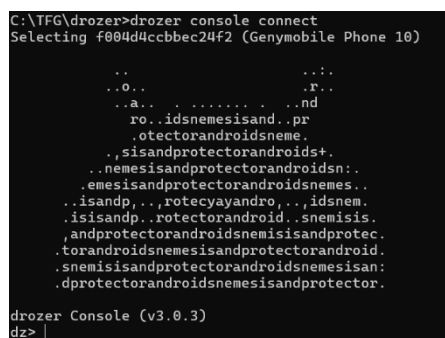 C:\TFG\drozer>drozer console connect
Selecting f004d4ccbbec24f2 (Genymobile Phone 10)
.. ..:.
..o.. .r..
..a.. . ....... . ..nd
ro..idsnemesisand..pr
.otectorandroidsneme.
.,sisandprotectorandroids+.
..nemesisandprotectorandroidsn:.
.emesisandprotectorandroidsnemes..
..isandp,..,rotecyayandro,..,idsnem.
.isisandp..rotectorandroid..snemisis.
,andprotectorandroidsnemisisandprotec.
.torandroidsnemesisandprotectorandroid.
.snemisisandprotectorandroidsnemesisan:
.dprotectorandroidsnemesisandprotector.
drozer Console (v3.0.3)
dz>